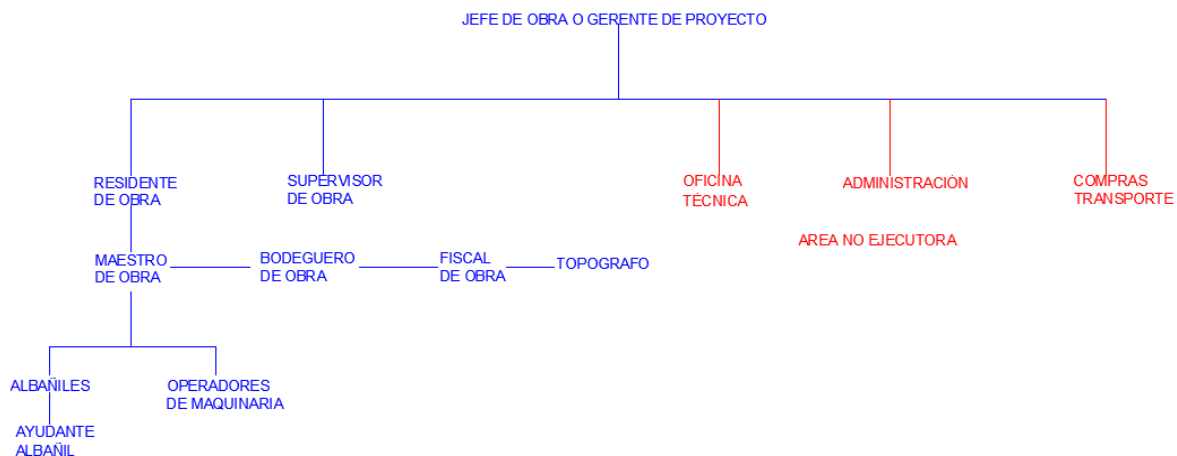 JEFE DE OBRA O GERENTE DE PROYECTO
RESIDENTE
DE OBRA
SUPERVISOR
DE OBRA
OFICINA
TÉCNICA
ADMINISTRACIÓN
COMPRAS
TRANSPORTE
AREA NO EJECUTORA
MAESTRO
DE OBRA
BODEGUERO
DE OBRA
FISCAL
DE OBRA
TOPOGRAFO
ALBAÑILES
OPERADORES
DE MAQUINARIA
AYUDANTE
ALBAÑIL